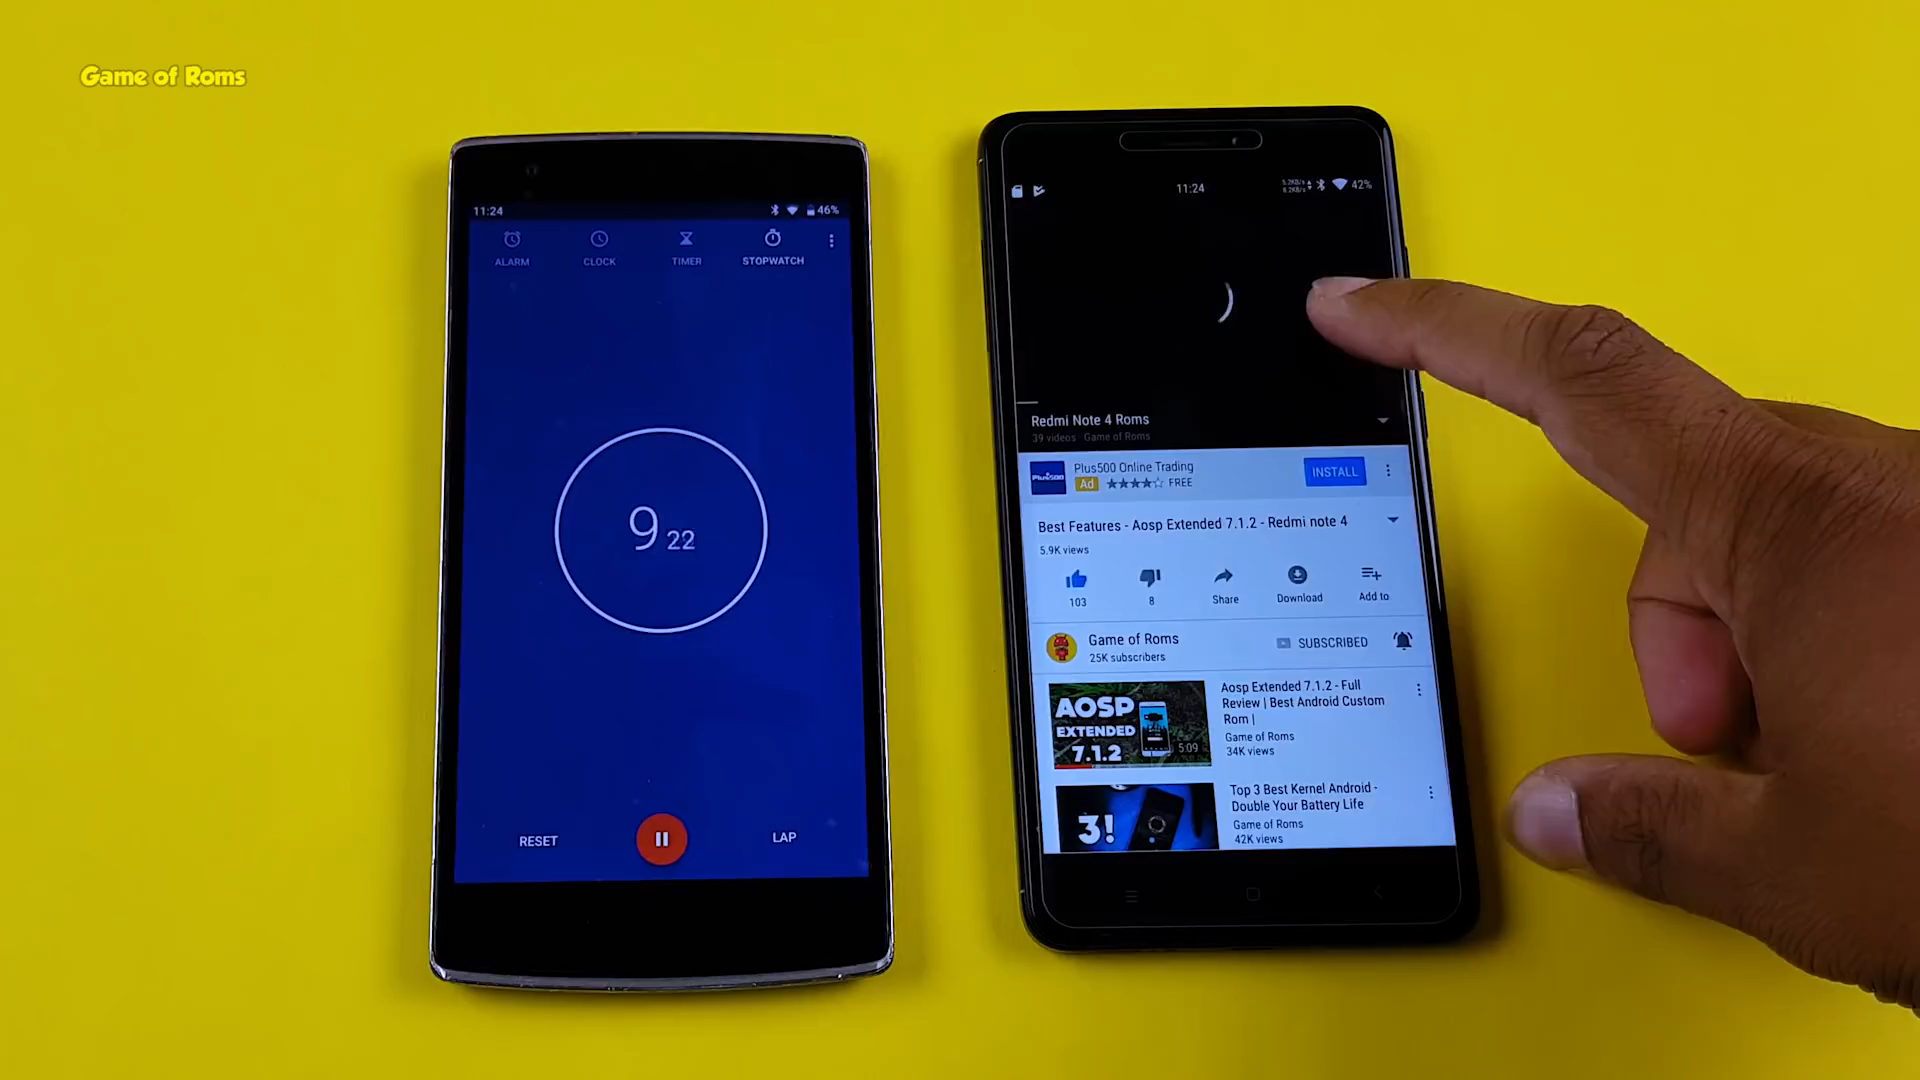 Game of Roms
11:24
46%
ALARM
CLOCK
TIMER
STOPWATCH
9 22
RESET
LAP
11:24
42%
Redmi Note 4 Roms
39 videos · Game of Roms
Plus500
Plus500 Online Trading
Ad
FREE
INSTALL
Best Features - Aosp Extended 7.1.2 - Redmi note 4
5.9K views
103
8
Share
Download
Add to
Game of Roms
25K subscribers
SUBSCRIBED
AOSP
EXTENDED
7.1.2
5:09
Aosp Extended 7.1.2 - Full
Review | Best Android Custom
Rom |
Game of Roms
34K views
3!
Top 3 Best Kernel Android -
Double Your Battery Life
Game of Roms
42K views